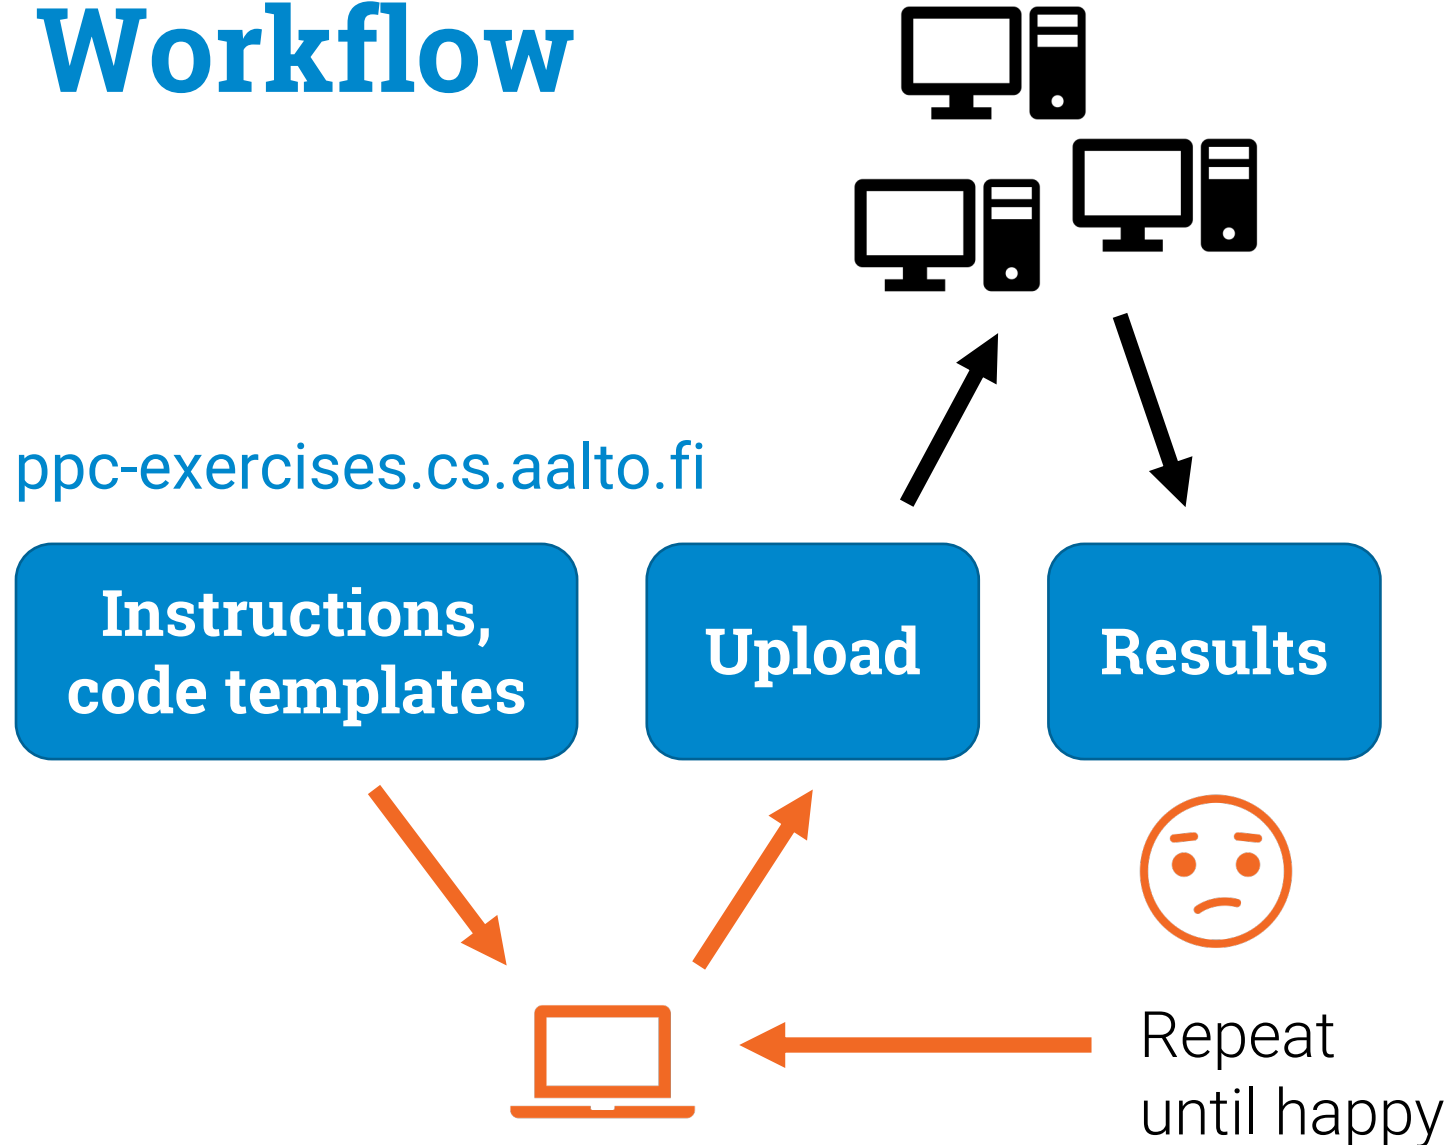 Workflow
ppc-exercises.cs.aalto.fi
Instructions,
code templates
Upload
Results
Repeat
until happy